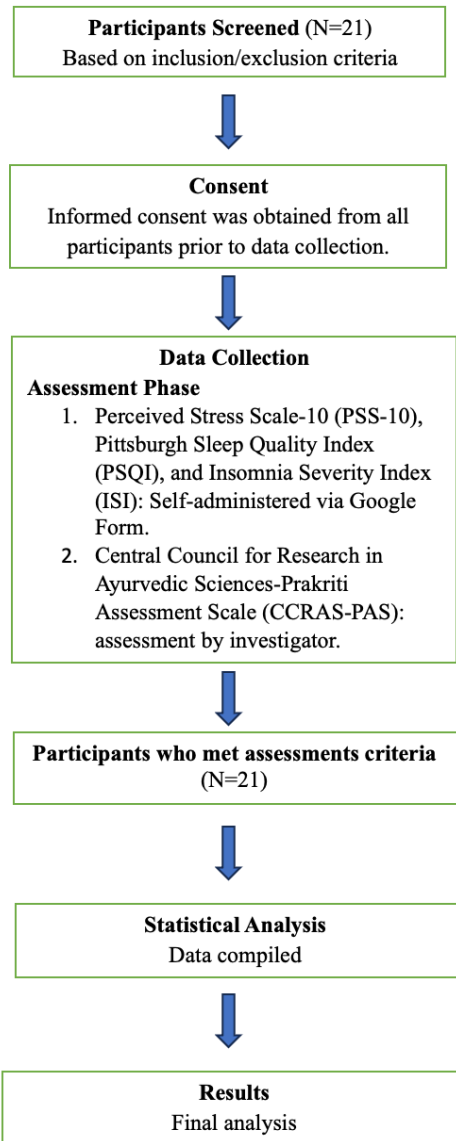 Participants Screened (N=21)
Based on inclusion/exclusion criteria
Consent
Informed consent was obtained from all
participants prior to data collection.
Data Collection
Assessment Phase
1. Perceived Stress Scale-10 (PSS-10),
Pittsburgh Sleep Quality Index
(PSQI), and Insomnia Severity Index
(ISI): Self-administered via Google
Form.
2. Central Council for Research in
Ayurvedic Sciences-Prakriti
Assessment Scale (CCRAS-PAS):
assessment by investigator.
Participants who met assessments criteria
(N=21)
Statistical Analysis
Data compiled
Results
Final analysis